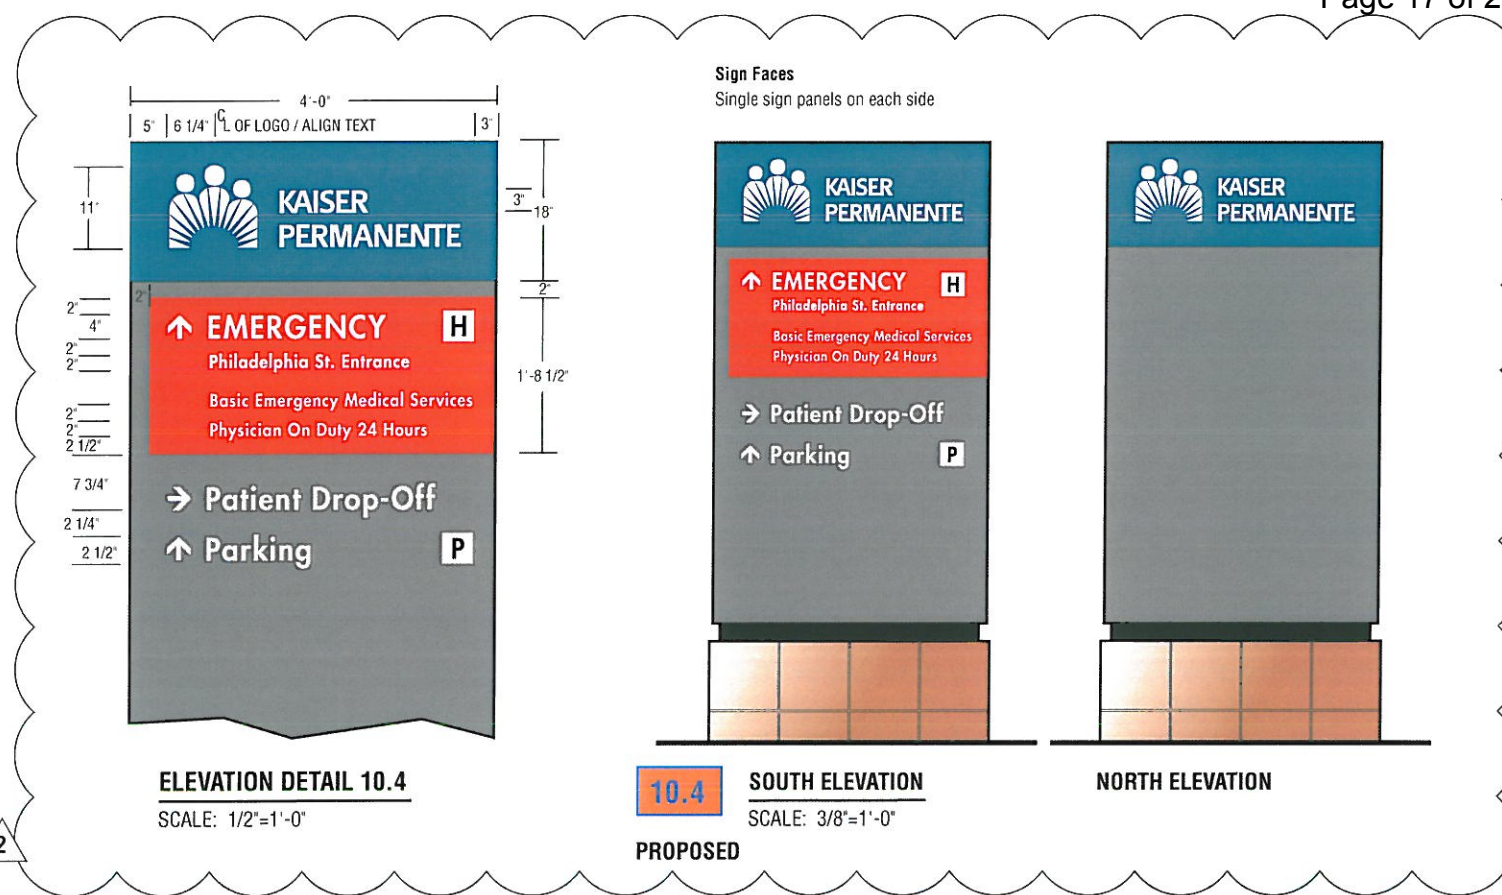 Page 17 of 2
Sign Faces
Single sign panels on each side
4'-0"
5" 6 1/4" CL OF LOGO / ALIGN TEXT 3"
11"
KAISER
PERMANENTE
3"
18"
2"
2"
2"
4"
2"
2"
2"
2"
2 1/2"
7 3/4"
2 1/4"
2 1/2"
1'-8 1/2"
EMERGENCY H
Philadelphia St. Entrance
Basic Emergency Medical Services
Physician On Duty 24 Hours
Patient Drop-Off
Parking P
ELEVATION DETAIL 10.4
SCALE: 1/2"=1'-0"
KAISER
PERMANENTE
EMERGENCY H
Philadelphia St. Entrance
Basic Emergency Medical Services
Physician On Duty 24 Hours
Patient Drop-Off
Parking P
10.4
SOUTH ELEVATION
SCALE: 3/8"=1'-0"
PROPOSED
KAISER
PERMANENTE
NORTH ELEVATION
2